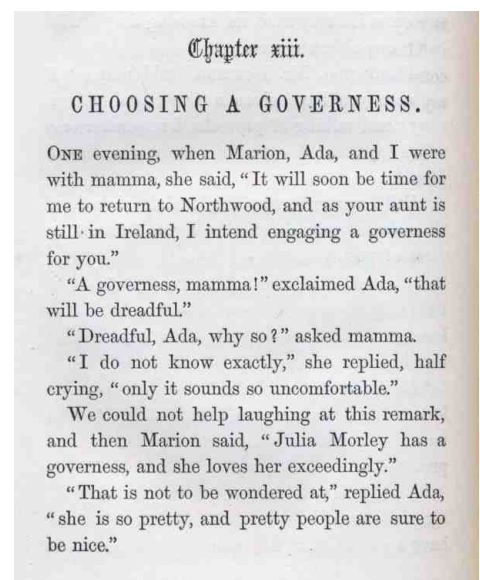 Chapter xiii.
CHOOSING A GOVERNESS.
ONE evening, when Marion, Ada, and I were
with mamma, she said, “It will soon be time for
me to return to Northwood, and as your aunt is
still in Ireland, I intend engaging a governess
for you.”
“A governess, mamma!” exclaimed Ada, “that
will be dreadful.”
“Dreadful, Ada, why so?” asked mamma.
“I do not know exactly,” she replied, half
crying, “only it sounds so uncomfortable.”
We could not help laughing at this remark,
and then Marion said, “Julia Morley has a
governess, and she loves her exceedingly.”
“That is not to be wondered at,” replied Ada,
“she is so pretty, and pretty people are sure to
be nice.”